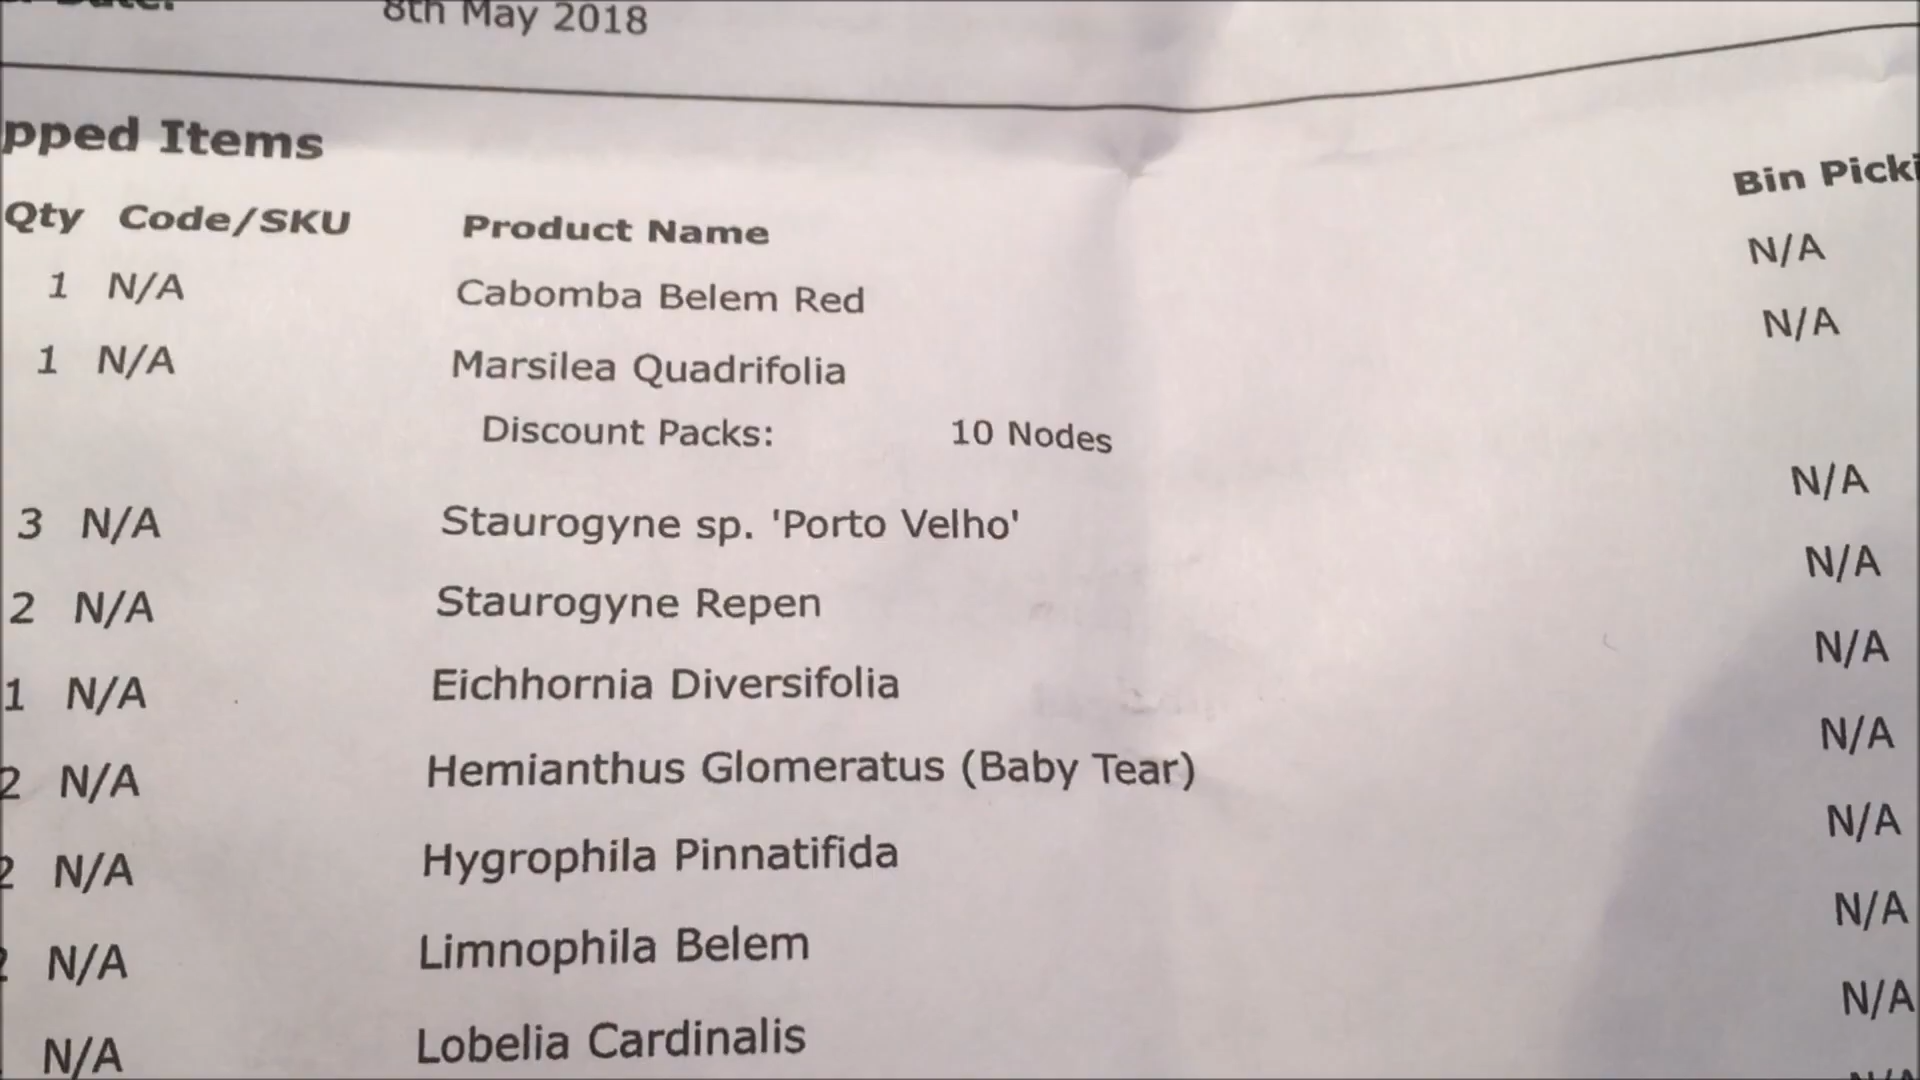 8th May 2018
pped Items
Qty Code/SKU Product Name Bin Picki
1 N/A Cabomba Belem Red N/A
1 N/A Marsilea Quadrifolia N/A
Discount Packs: 10 Nodes
3 N/A Staurogyne sp. 'Porto Velho' N/A
2 N/A Staurogyne Repen N/A
1 N/A Eichhornia Diversifolia N/A
2 N/A Hemianthus Glomeratus (Baby Tear) N/A
2 N/A Hygrophila Pinnatifida N/A
N/A Limnophila Belem N/A
N/A Lobelia Cardinalis N/A